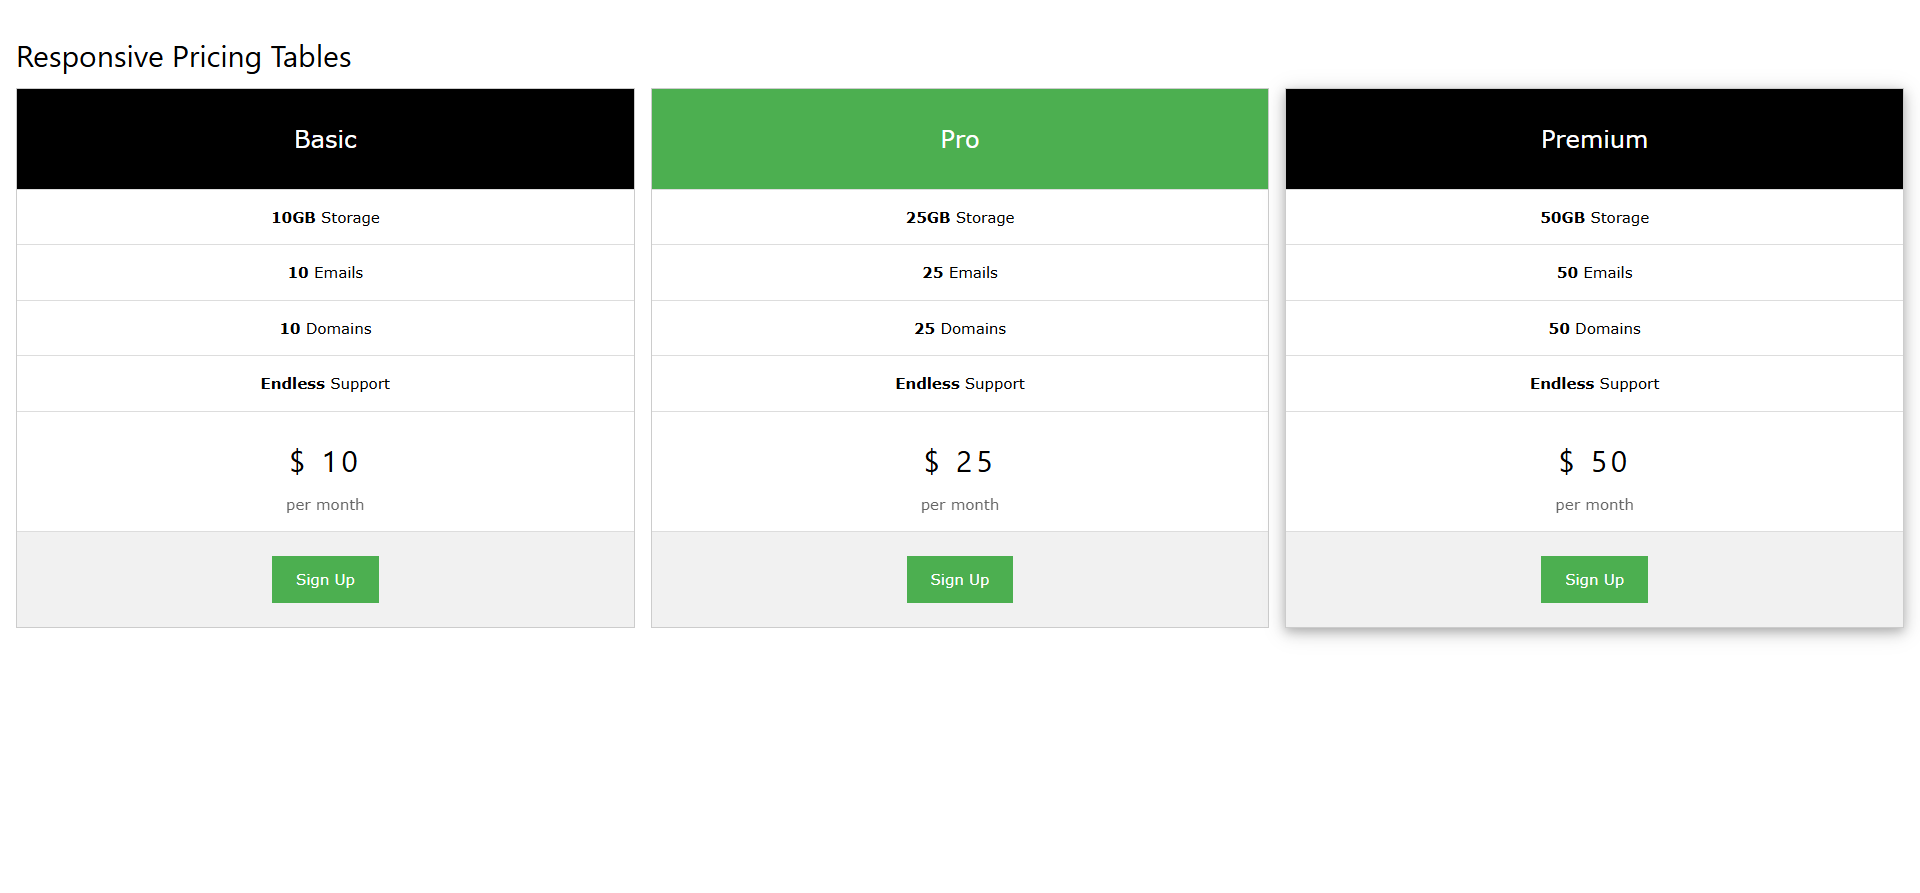 Responsive Pricing Tables
Basic
10GB Storage
10 Emails
10 Domains
Endless Support
$ 10
per month
Sign Up
Pro
25GB Storage
25 Emails
25 Domains
Endless Support
$ 25
per month
Sign Up
Premium
50GB Storage
50 Emails
50 Domains
Endless Support
$ 50
per month
Sign Up